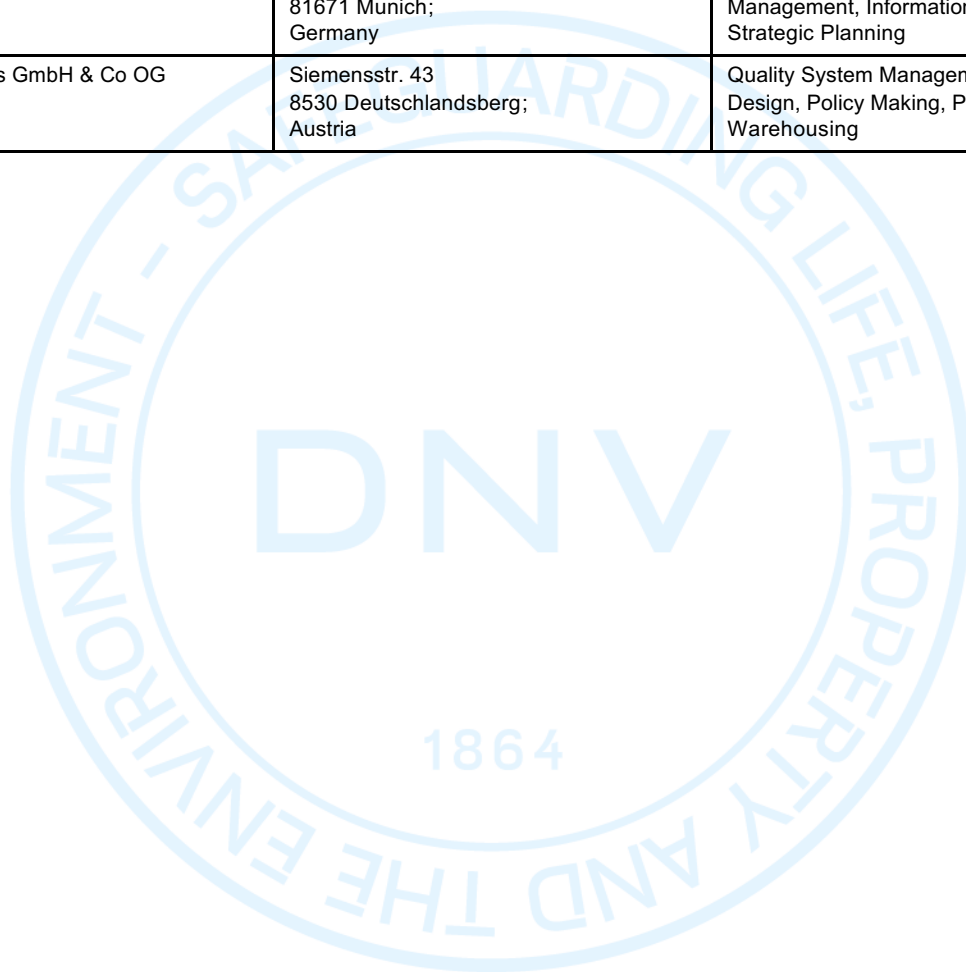 81671 Munich;
Germany
Management, Information
Strategic Planning
s GmbH & Co OG
Siemensstr. 43
8530 Deutschlandsberg;
Austria
Quality System Managem
Design, Policy Making, P
Warehousing
SAFEGUARDING LIFE, PROPERTY AND THE ENVIRONMENT -
DNV
1864